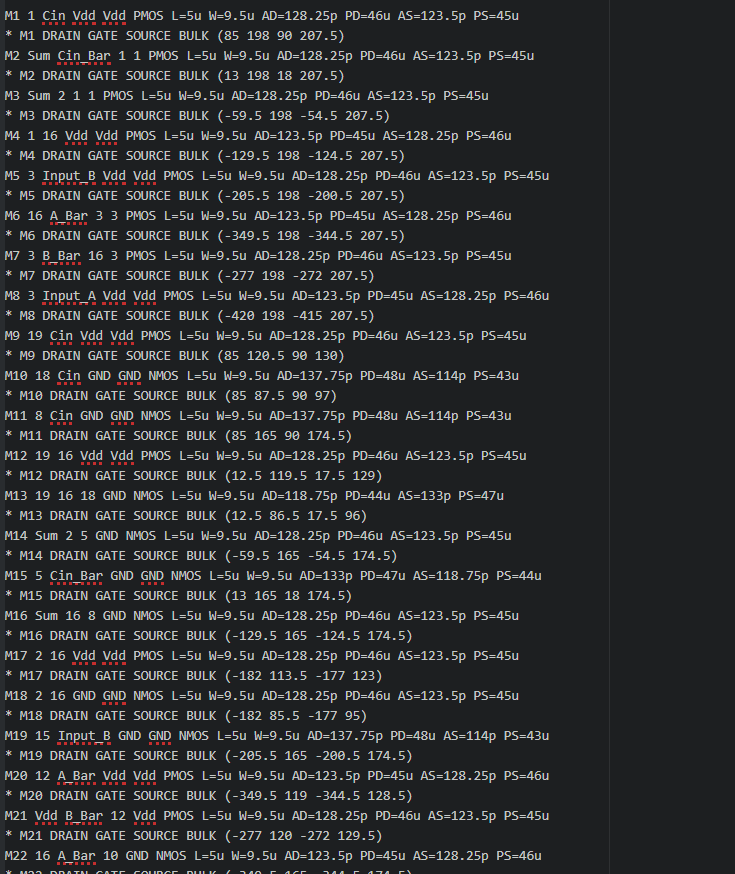 M1 1 Cin Vdd Vdd PMOS L=5u W=9.5u AD=128.25p PD=46u AS=123.5p PS=45u
* M1 DRAIN GATE SOURCE BULK (85 198 90 207.5)
M2 Sum Cin_Bar 1 1 PMOS L=5u W=9.5u AD=128.25p PD=46u AS=123.5p PS=45u
* M2 DRAIN GATE SOURCE BULK (13 198 18 207.5)
M3 Sum 2 1 1 PMOS L=5u W=9.5u AD=128.25p PD=46u AS=123.5p PS=45u
* M3 DRAIN GATE SOURCE BULK (-59.5 198 -54.5 207.5)
M4 1 16 Vdd Vdd PMOS L=5u W=9.5u AD=123.5p PD=45u AS=128.25p PS=46u
* M4 DRAIN GATE SOURCE BULK (-129.5 198 -124.5 207.5)
M5 3 Input_B Vdd Vdd PMOS L=5u W=9.5u AD=128.25p PD=46u AS=123.5p PS=45u
* M5 DRAIN GATE SOURCE BULK (-205.5 198 -200.5 207.5)
M6 16 A_Bar 3 3 PMOS L=5u W=9.5u AD=123.5p PD=45u AS=128.25p PS=46u
* M6 DRAIN GATE SOURCE BULK (-349.5 198 -344.5 207.5)
M7 3 B_Bar 16 3 PMOS L=5u W=9.5u AD=128.25p PD=46u AS=123.5p PS=45u
* M7 DRAIN GATE SOURCE BULK (-277 198 -272 207.5)
M8 3 Input_A Vdd Vdd PMOS L=5u W=9.5u AD=123.5p PD=45u AS=128.25p PS=46u
* M8 DRAIN GATE SOURCE BULK (-420 198 -415 207.5)
M9 19 Cin Vdd Vdd PMOS L=5u W=9.5u AD=128.25p PD=46u AS=123.5p PS=45u
* M9 DRAIN GATE SOURCE BULK (85 120.5 90 130)
M10 18 Cin GND GND NMOS L=5u W=9.5u AD=137.75p PD=48u AS=114p PS=43u
* M10 DRAIN GATE SOURCE BULK (85 87.5 90 97)
M11 8 Cin GND GND NMOS L=5u W=9.5u AD=137.75p PD=48u AS=114p PS=43u
* M11 DRAIN GATE SOURCE BULK (85 165 90 174.5)
M12 19 16 Vdd Vdd PMOS L=5u W=9.5u AD=128.25p PD=46u AS=123.5p PS=45u
* M12 DRAIN GATE SOURCE BULK (12.5 119.5 17.5 129)
M13 19 16 18 GND NMOS L=5u W=9.5u AD=118.75p PD=44u AS=133p PS=47u
* M13 DRAIN GATE SOURCE BULK (12.5 86.5 17.5 96)
M14 Sum 2 5 GND NMOS L=5u W=9.5u AD=128.25p PD=46u AS=123.5p PS=45u
* M14 DRAIN GATE SOURCE BULK (-59.5 165 -54.5 174.5)
M15 5 Cin_Bar GND GND NMOS L=5u W=9.5u AD=133p PD=47u AS=118.75p PS=44u
* M15 DRAIN GATE SOURCE BULK (13 165 18 174.5)
M16 Sum 16 8 GND NMOS L=5u W=9.5u AD=128.25p PD=46u AS=123.5p PS=45u
* M16 DRAIN GATE SOURCE BULK (-129.5 165 -124.5 174.5)
M17 2 16 Vdd Vdd PMOS L=5u W=9.5u AD=128.25p PD=46u AS=123.5p PS=45u
* M17 DRAIN GATE SOURCE BULK (-182 113.5 -177 123)
M18 2 16 GND GND NMOS L=5u W=9.5u AD=128.25p PD=46u AS=123.5p PS=45u
* M18 DRAIN GATE SOURCE BULK (-182 85.5 -177 95)
M19 15 Input_B GND GND NMOS L=5u W=9.5u AD=137.75p PD=48u AS=114p PS=43u
* M19 DRAIN GATE SOURCE BULK (-205.5 165 -200.5 174.5)
M20 12 A_Bar Vdd Vdd PMOS L=5u W=9.5u AD=123.5p PD=45u AS=128.25p PS=46u
* M20 DRAIN GATE SOURCE BULK (-349.5 119 -344.5 128.5)
M21 Vdd B_Bar 12 Vdd PMOS L=5u W=9.5u AD=128.25p PD=46u AS=123.5p PS=45u
* M21 DRAIN GATE SOURCE BULK (-277 120 -272 129.5)
M22 16 A_Bar 10 GND NMOS L=5u W=9.5u AD=123.5p PD=45u AS=128.25p PS=46u
* M22 DRAIN GATE SOURCE BULK (-349.5 165 -344.5 174.5)